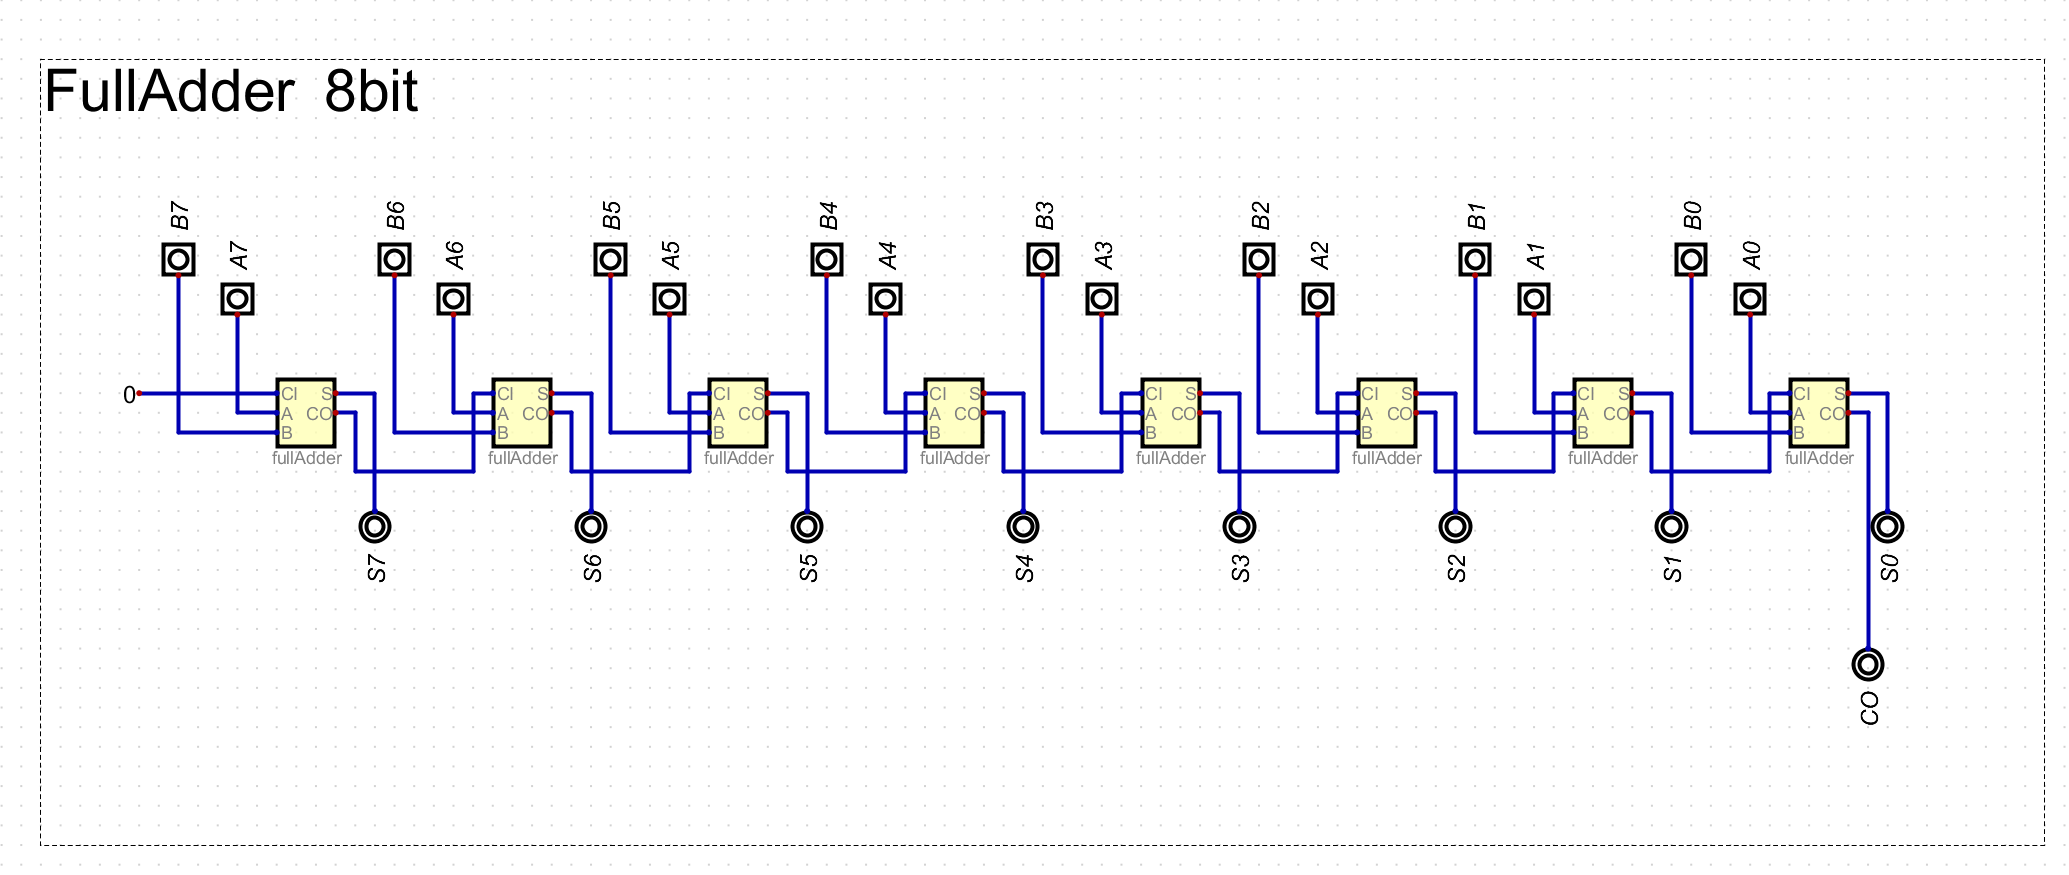 FullAdder 8bit
B7 B6 B5 B4 B3 B2 B1 B0
A7 A6 A5 A4 A3 A2 A1 A0
0 CI S CI S CI S CI S CI S CI S CI S CI S
A CO A CO A CO A CO A CO A CO A CO A CO
B B B B B B B B
fullAdder fullAdder fullAdder fullAdder fullAdder fullAdder fullAdder fullAdder
S7 S6 S5 S4 S3 S2 S1 S0
CO